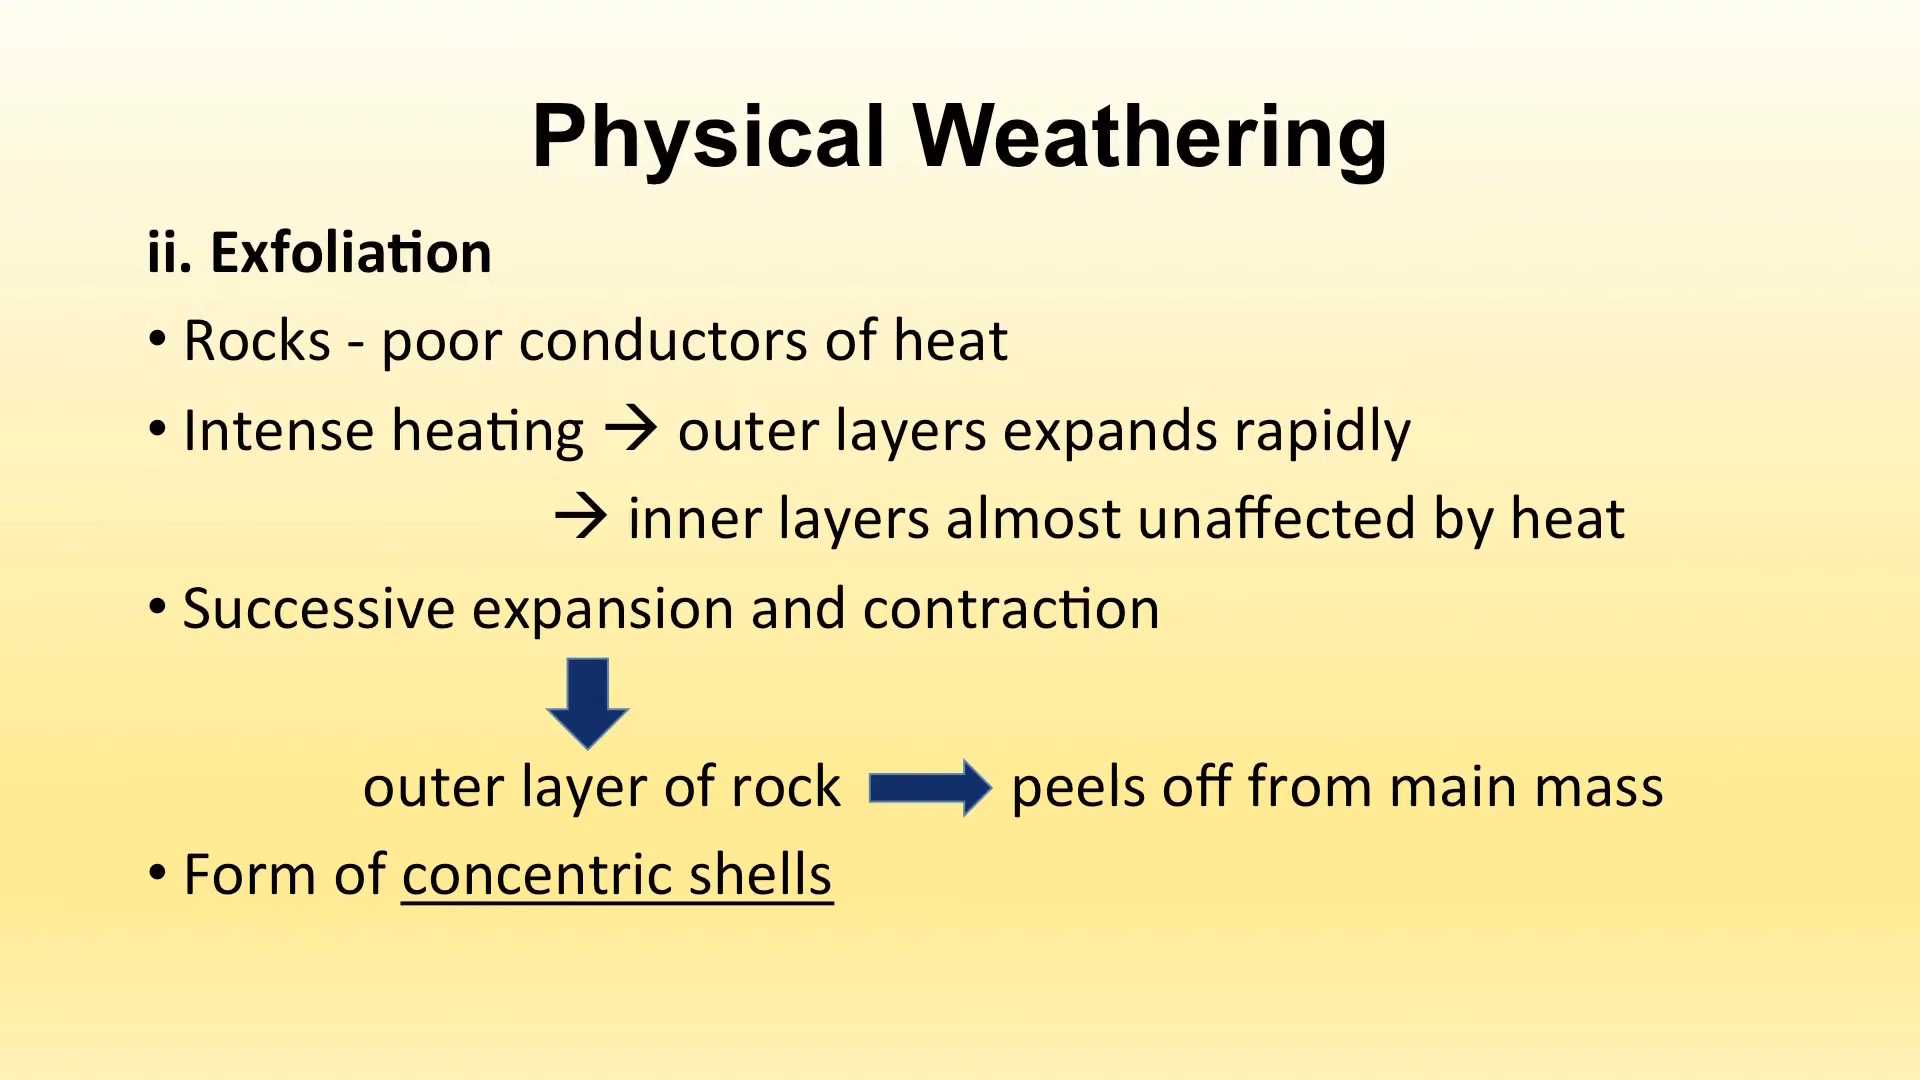 Physical Weathering
ii. Exfoliation
• Rocks - poor conductors of heat
• Intense heating → outer layers expands rapidly
→ inner layers almost unaffected by heat
• Successive expansion and contraction
outer layer of rock peels off from main mass
• Form of concentric shells